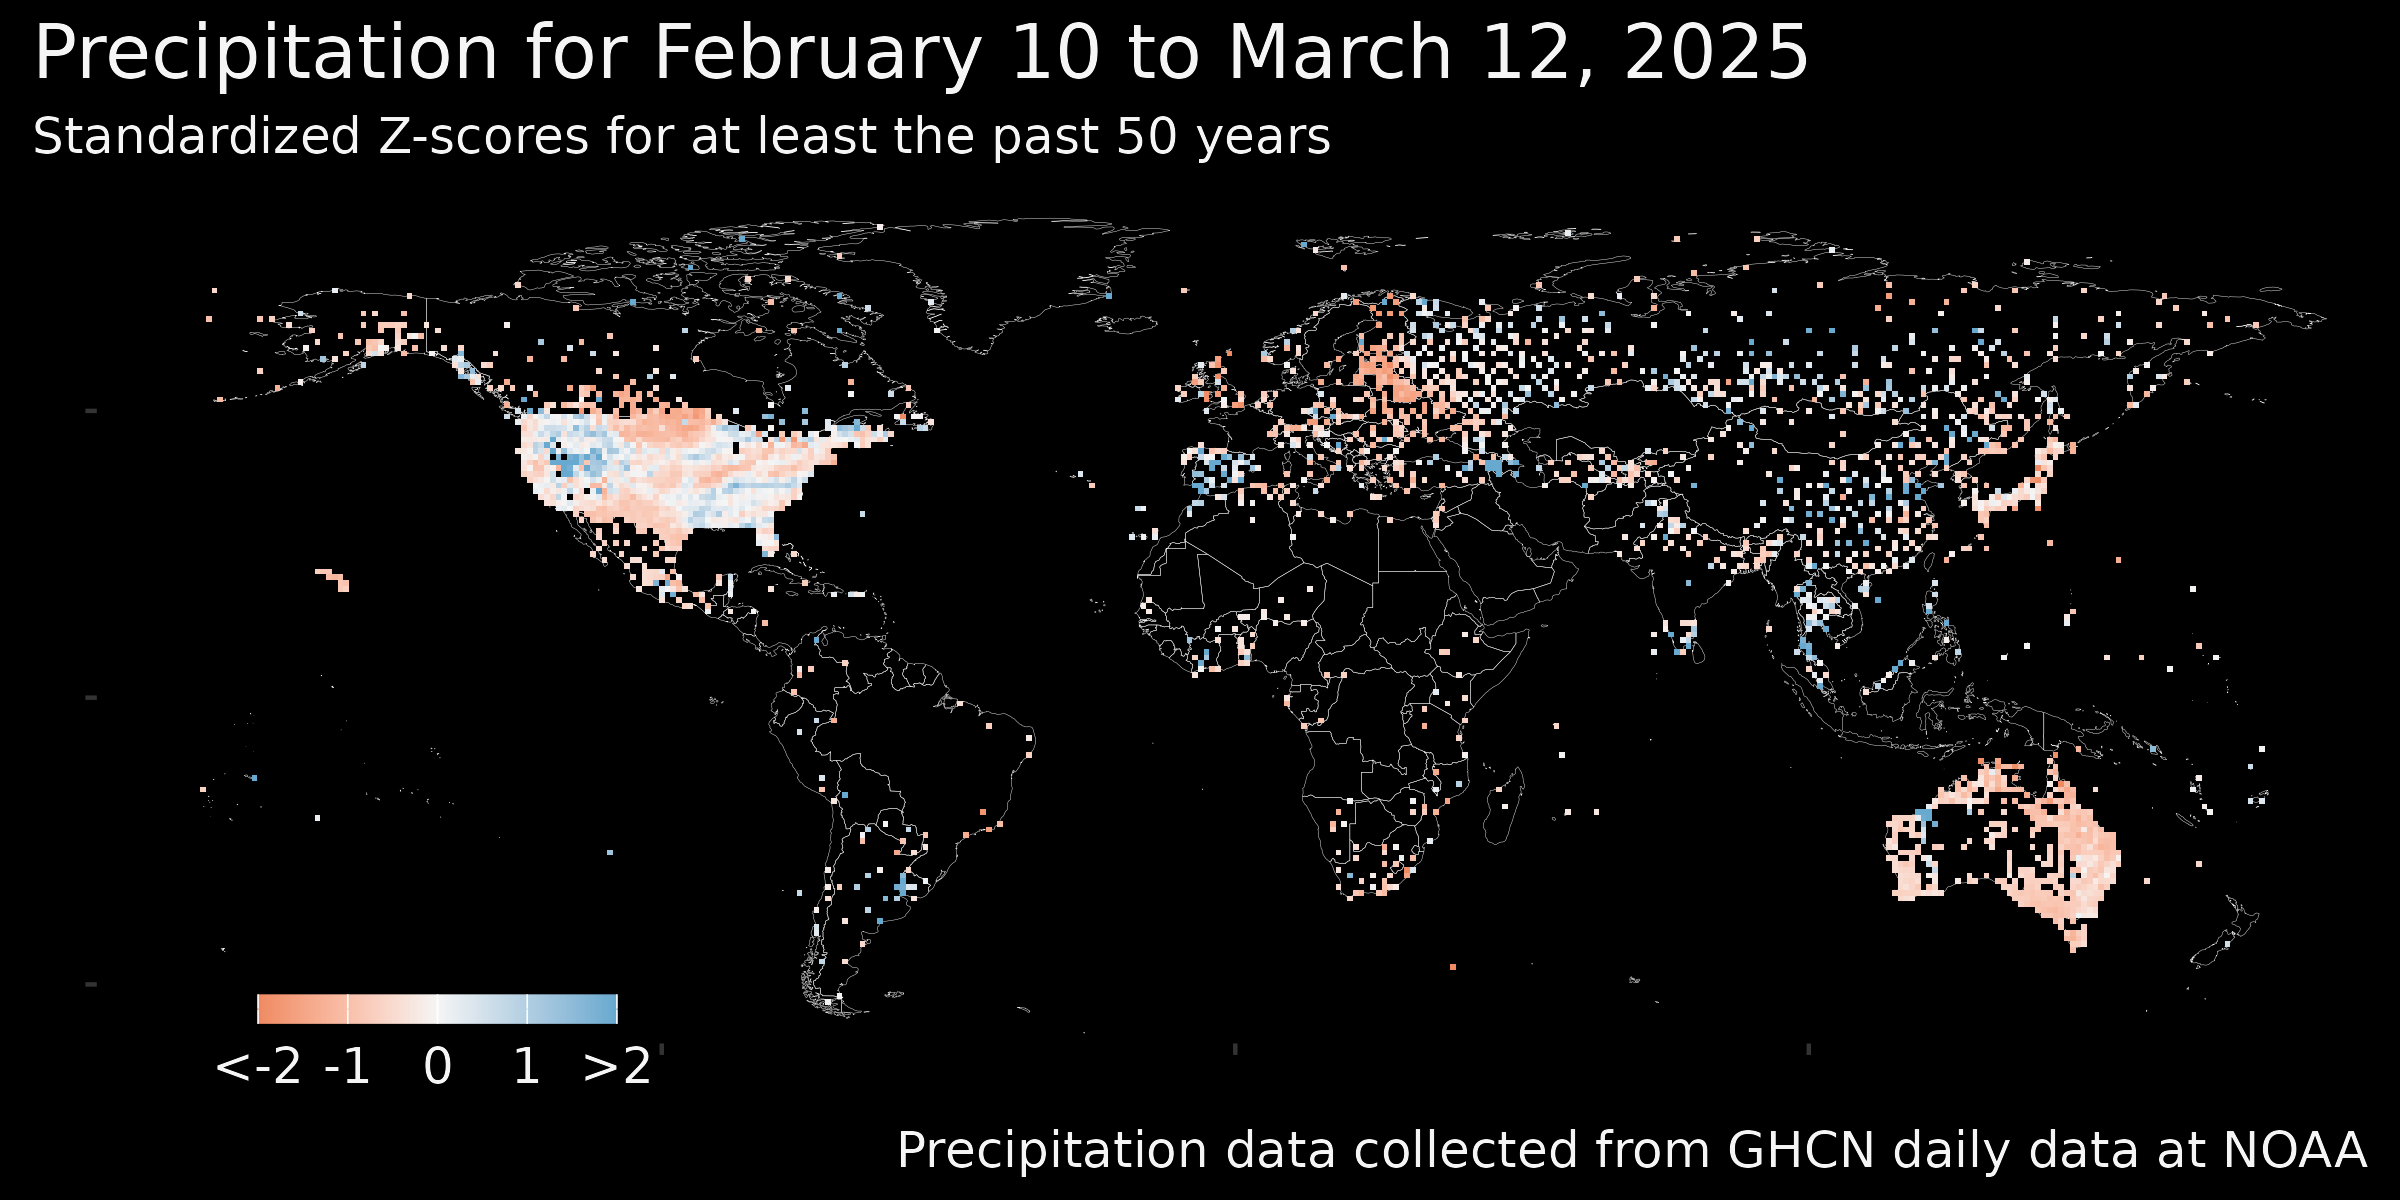 Precipitation for February 10 to March 12, 2025
Standardized Z-scores for at least the past 50 years
<-2 -1 0 1 >2
Precipitation data collected from GHCN daily data at NOAA